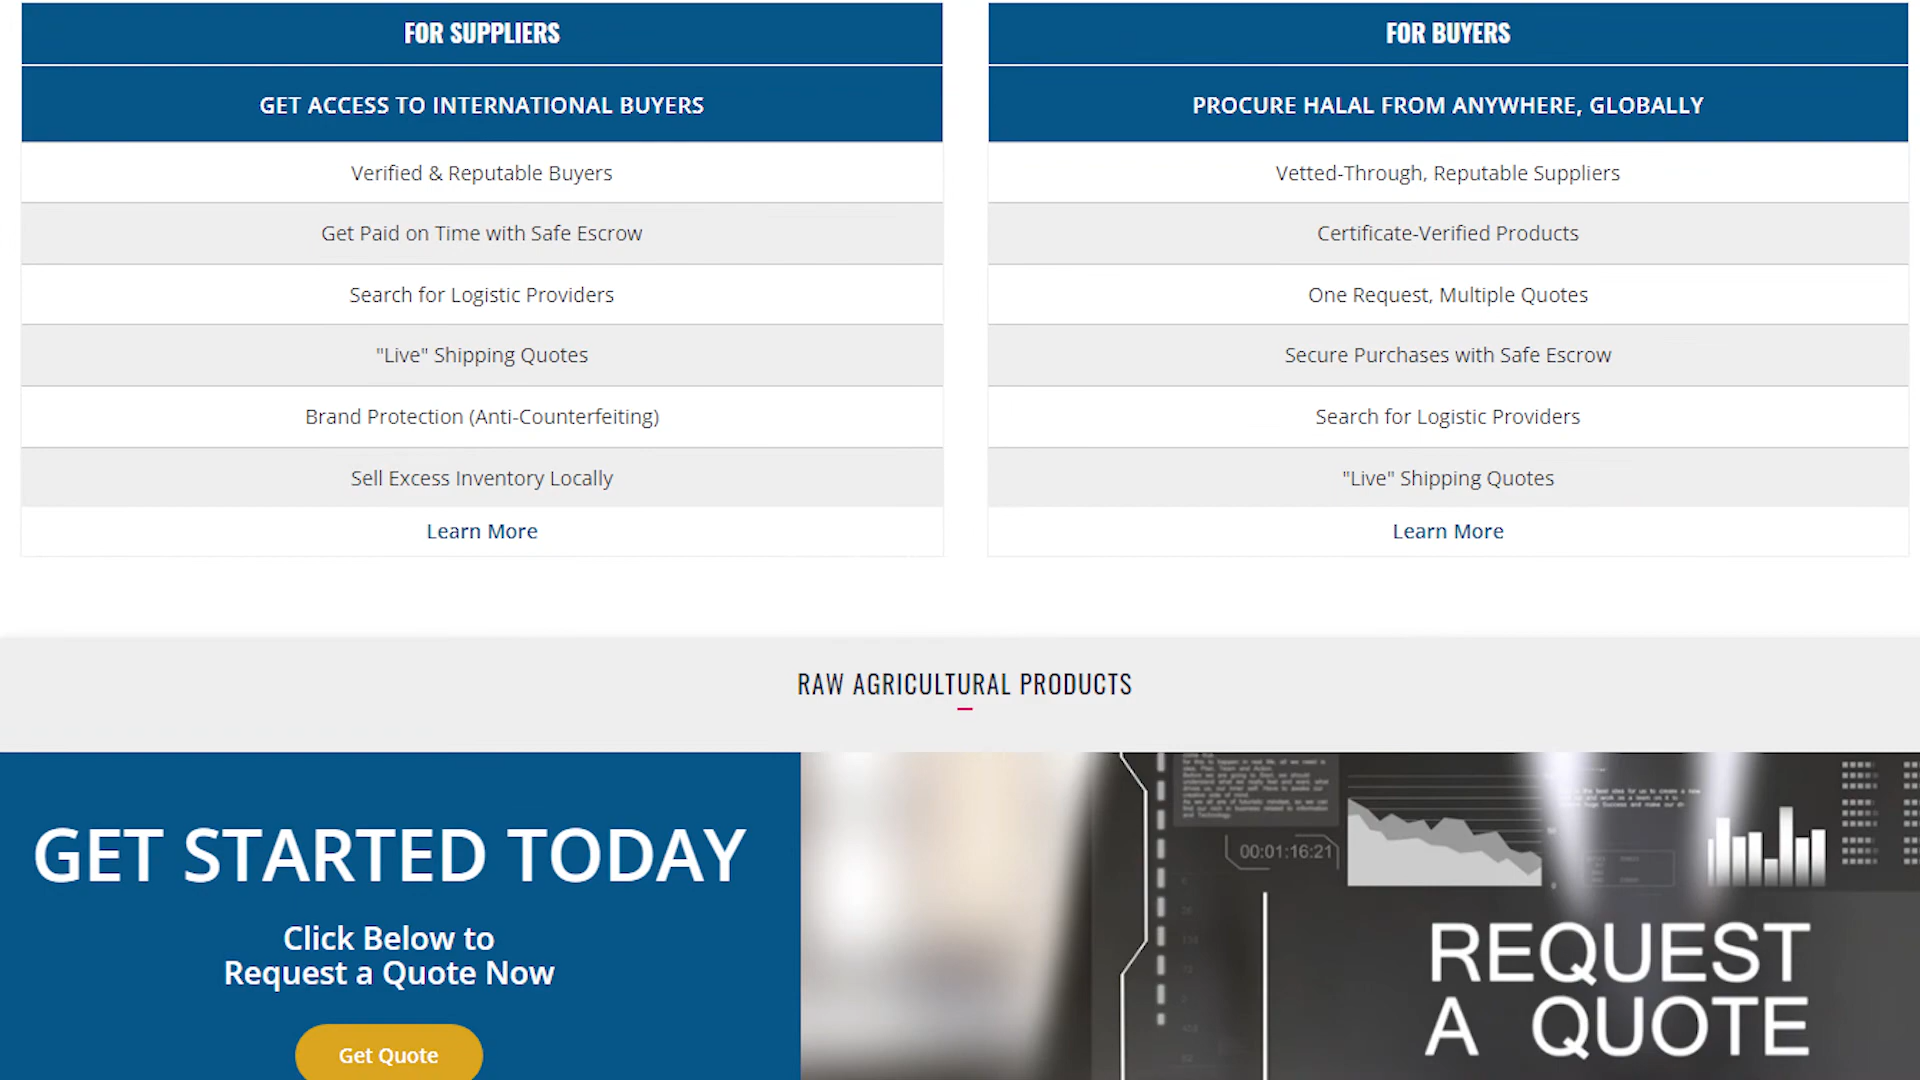 FOR SUPPLIERS
GET ACCESS TO INTERNATIONAL BUYERS
Verified & Reputable Buyers
Get Paid on Time with Safe Escrow
Search for Logistic Providers
"Live" Shipping Quotes
Brand Protection (Anti-Counterfeiting)
Sell Excess Inventory Locally
Learn More
FOR BUYERS
PROCURE HALAL FROM ANYWHERE, GLOBALLY
Vetted-Through, Reputable Suppliers
Certificate-Verified Products
One Request, Multiple Quotes
Secure Purchases with Safe Escrow
Search for Logistic Providers
"Live" Shipping Quotes
Learn More
RAW AGRICULTURAL PRODUCTS
GET STARTED TODAY
Click Below to
Request a Quote Now
Get Quote
00:01:16:21
REQUEST
A QUOTE